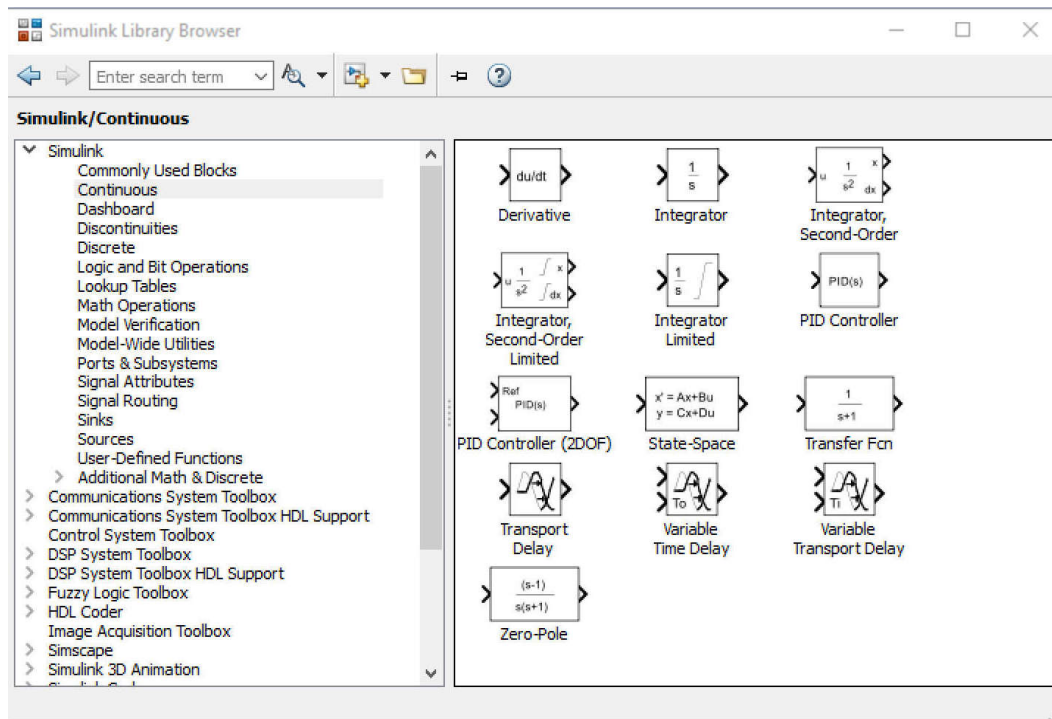 Simulink Library Browser
Enter search term
Simulink/Continuous
Simulink
Commonly Used Blocks
Continuous
Dashboard
Discontinuities
Discrete
Logic and Bit Operations
Lookup Tables
Math Operations
Model Verification
Model-Wide Utilities
Ports & Subsystems
Signal Attributes
Signal Routing
Sinks
Sources
User-Defined Functions
Additional Math & Discrete
Communications System Toolbox
Communications System Toolbox HDL Support
Control System Toolbox
DSP System Toolbox
DSP System Toolbox HDL Support
Fuzzy Logic Toolbox
HDL Coder
Image Acquisition Toolbox
Simscape
Simulink 3D Animation
du/dt
Derivative
1
s
Integrator
u 1 x
s² dx
Integrator,
Second-Order
u 1 x
s² dx
Integrator,
Second-Order
Limited
1
s
Integrator
Limited
PID(s)
PID Controller
Ref
PID(s)
PID Controller (2DOF)
x' = Ax+Bu
y = Cx+Du
State-Space
1
s+1
Transfer Fcn
Transport
Delay
To
Variable
Time Delay
Ti
Variable
Transport Delay
(s-1)
s(s+1)
Zero-Pole